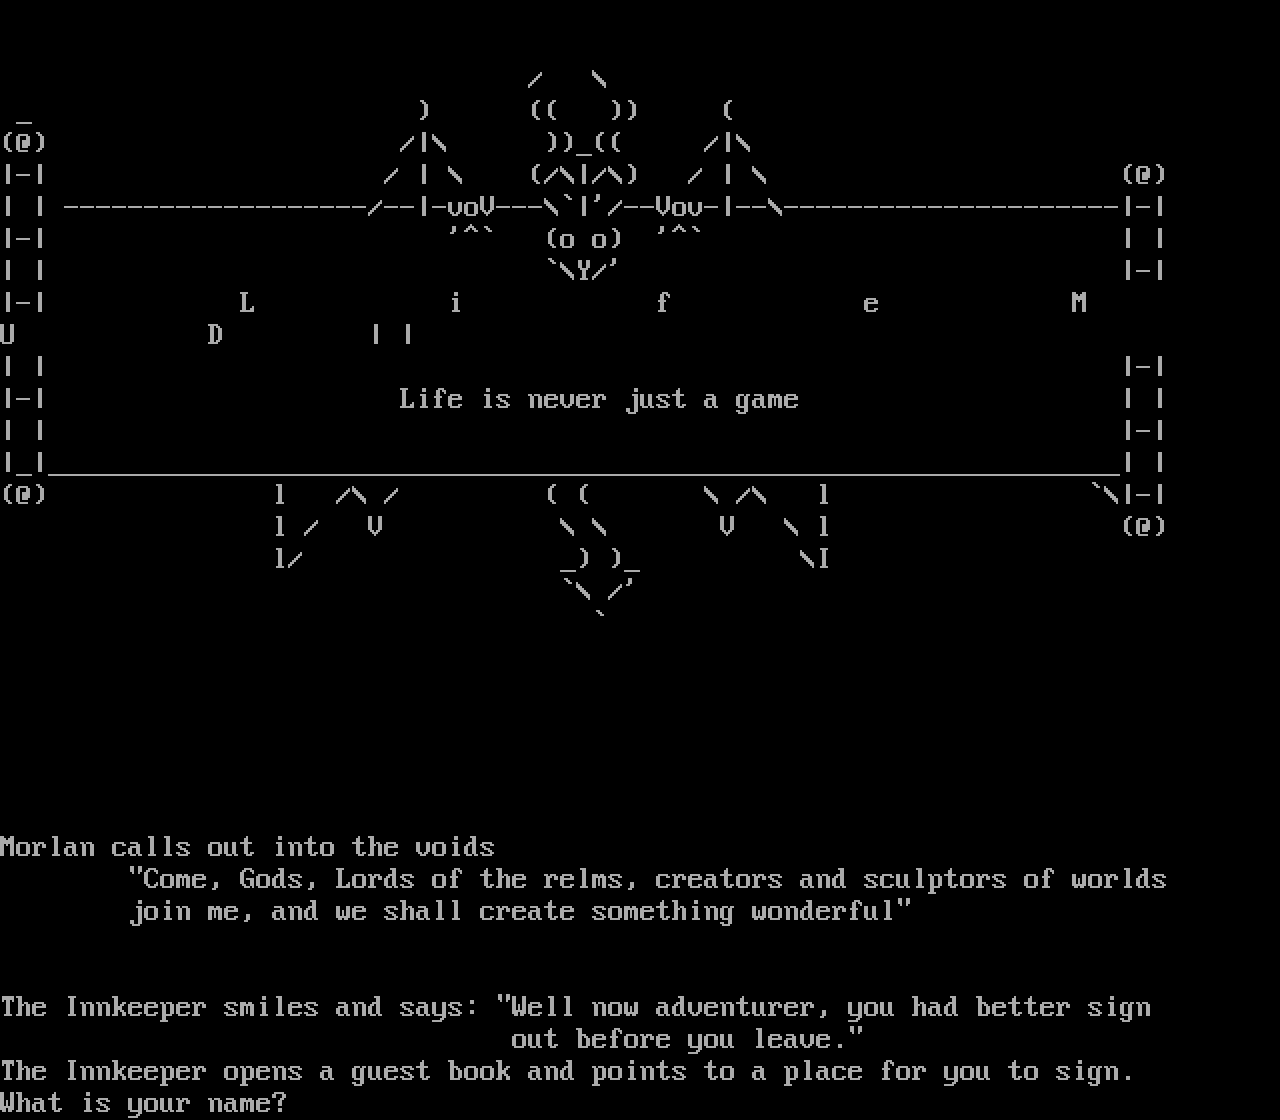 L i f e M
U D | |
Life is never just a game
Morlan calls out into the voids
"Come, Gods, Lords of the relms, creators and sculptors of worlds
join me, and we shall create something wonderful"
The Innkeeper smiles and says: "Well now adventurer, you had better sign
out before you leave."
The Innkeeper opens a guest book and points to a place for you to sign.
What is your name?